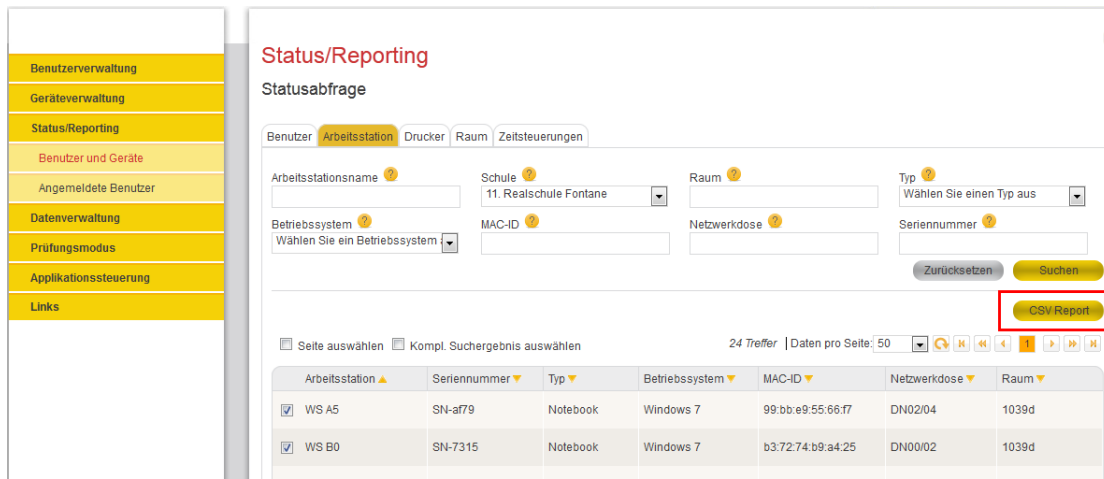 Benutzerverwaltung
Geräteverwaltung
Status/Reporting
Benutzer und Geräte
Angemeldete Benutzer
Datenverwaltung
Prüfungsmodus
Applikationssteuerung
Links
Status/Reporting
Statusabfrage
Benutzer Arbeitsstation Drucker Raum Zeitsteuerungen
Arbeitsstationsname ? Schule ? Raum ? Typ ?
11. Realschule Fontane Wählen Sie einen Typ aus
Betriebssystem ? MAC-ID ? Netzwerkdose ? Seriennummer ?
Wählen Sie ein Betriebssystem
Zurücksetzen Suchen
CSV Report
Seite auswählen Kompl. Suchergebnis auswählen 24 Treffer | Daten pro Seite: 50 1
Arbeitsstation Seriennummer Typ Betriebssystem MAC-ID Netzwerkdose Raum
WS A5 SN-af79 Notebook Windows 7 99:bb:e9:55:66:f7 DN02/04 1039d
WS B0 SN-7315 Notebook Windows 7 b3:72:74:b9:a4:25 DN00/02 1039d